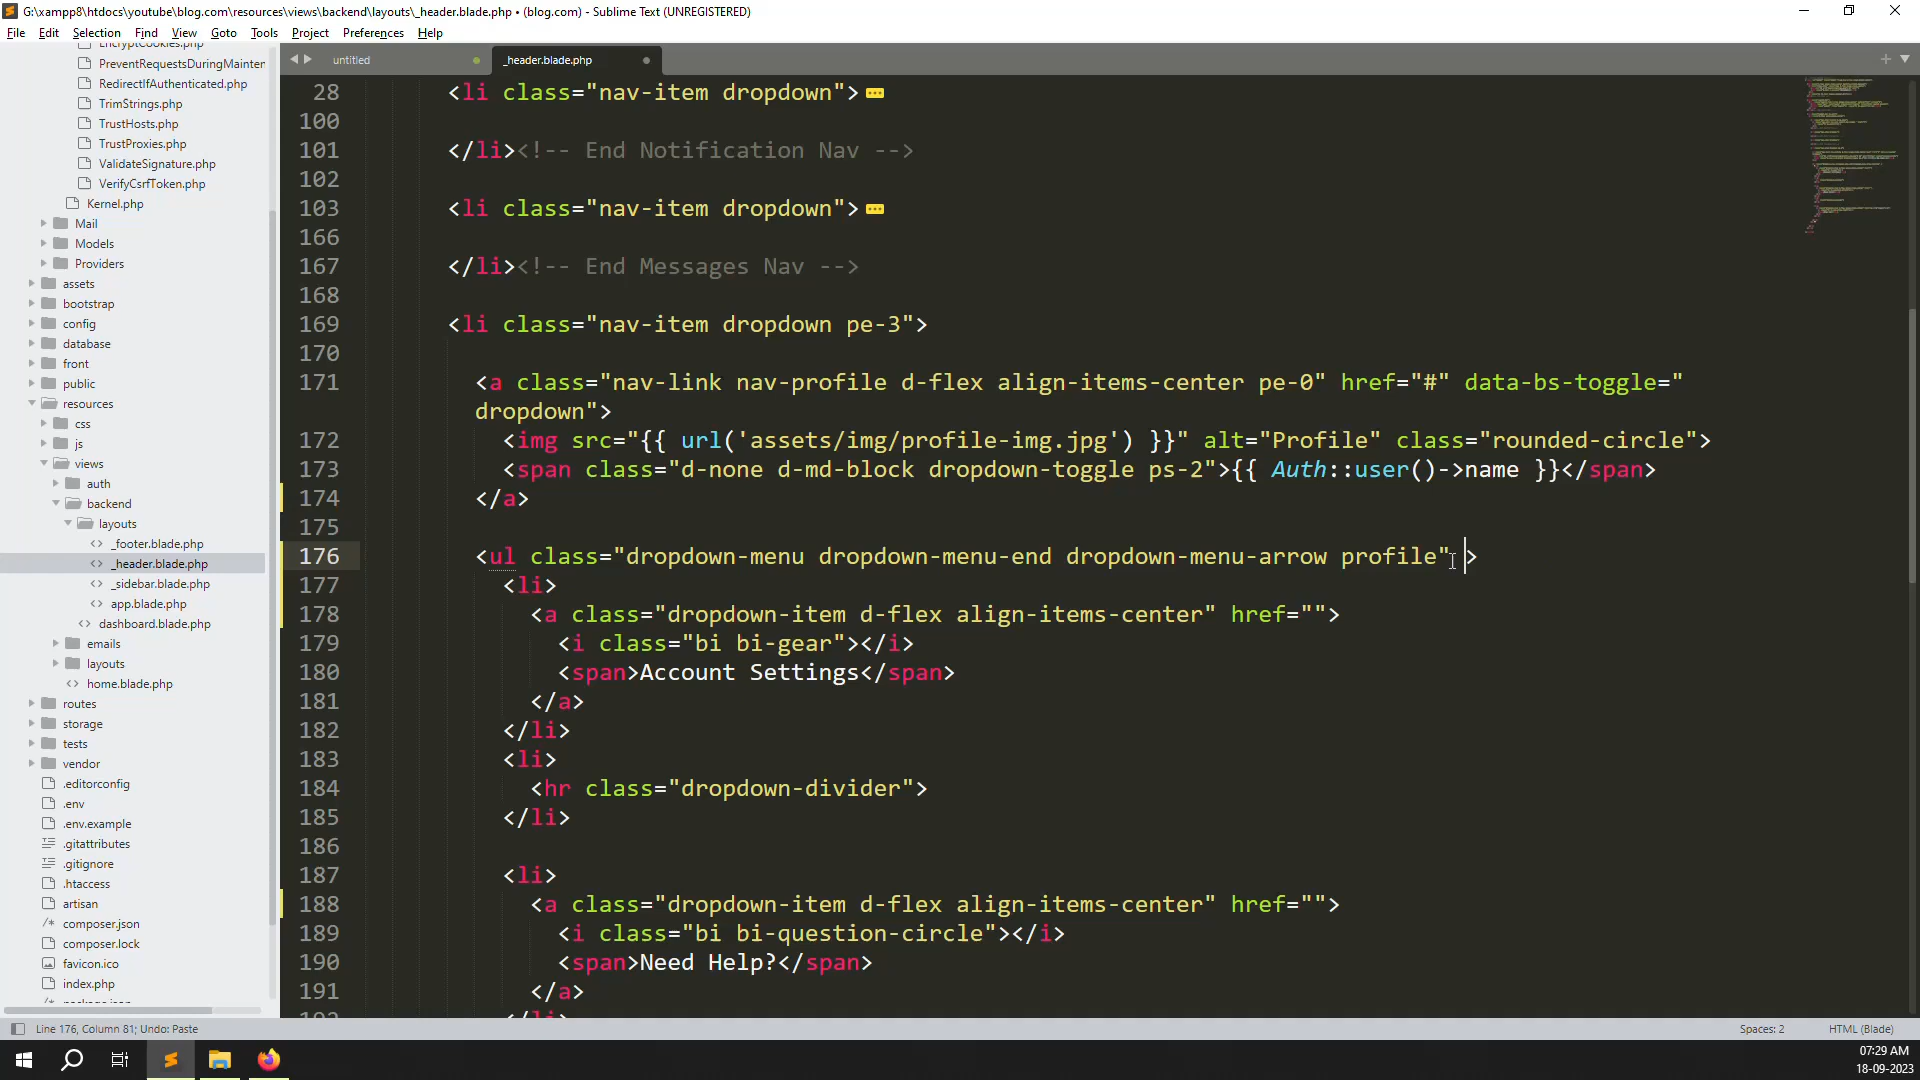 G:\xampp8\htdocs\youtube\blog.com\resources\views\backend\layouts\_header.blade.php • (blog.com) - Sublime Text (UNREGISTERED)
File Edit Selection Find View Goto Tools Project Preferences Help
EncryptCookies.php
PreventRequestsDuringMainten
RedirectIfAuthenticated.php
TrimStrings.php
TrustHosts.php
TrustProxies.php
ValidateSignature.php
VerifyCsrfToken.php
Kernel.php
Mail
Models
Providers
assets
bootstrap
config
database
front
public
resources
css
js
views
auth
backend
layouts
_footer.blade.php
_header.blade.php
_sidebar.blade.php
app.blade.php
dashboard.blade.php
emails
layouts
home.blade.php
routes
storage
tests
vendor
.editorconfig
.env
.env.example
.gitattributes
.gitignore
.htaccess
artisan
composer.json
composer.lock
favicon.ico
index.php
package.json
untitled _header.blade.php
28 <li class="nav-item dropdown">
100
101 </li><!-- End Notification Nav -->
102
103 <li class="nav-item dropdown">
166
167 </li><!-- End Messages Nav -->
168
169 <li class="nav-item dropdown pe-3">
170
171 <a class="nav-link nav-profile d-flex align-items-center pe-0" href="#" data-bs-toggle="
dropdown">
172 <img src="{{ url('assets/img/profile-img.jpg') }}" alt="Profile" class="rounded-circle">
173 <span class="d-none d-md-block dropdown-toggle ps-2">{{ Auth::user()->name }}</span>
174 </a>
175
176 <ul class="dropdown-menu dropdown-menu-end dropdown-menu-arrow profile" >
177 <li>
178 <a class="dropdown-item d-flex align-items-center" href="">
179 <i class="bi bi-gear"></i>
180 <span>Account Settings</span>
181 </a>
182 </li>
183 <li>
184 <hr class="dropdown-divider">
185 </li>
186
187 <li>
188 <a class="dropdown-item d-flex align-items-center" href="">
189 <i class="bi bi-question-circle"></i>
190 <span>Need Help?</span>
191 </a>
192 </li>
Line 176, Column 81; Undo: Paste Spaces: 2 HTML (Blade)
07:29 AM
18-09-2023